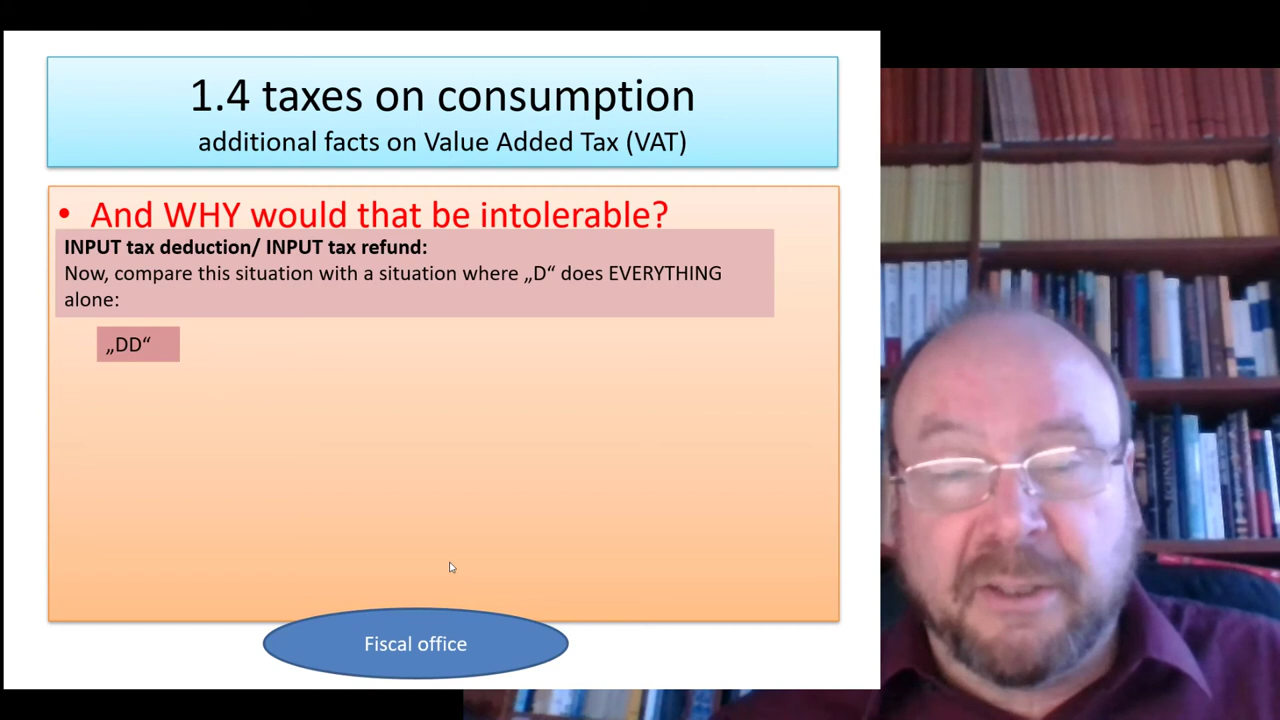 1.4 taxes on consumption
additional facts on Value Added Tax (VAT)
• And WHY would that be intolerable?
INPUT tax deduction/ INPUT tax refund:
Now, compare this situation with a situation where „D“ does EVERYTHING
alone:
„DD“
Fiscal office